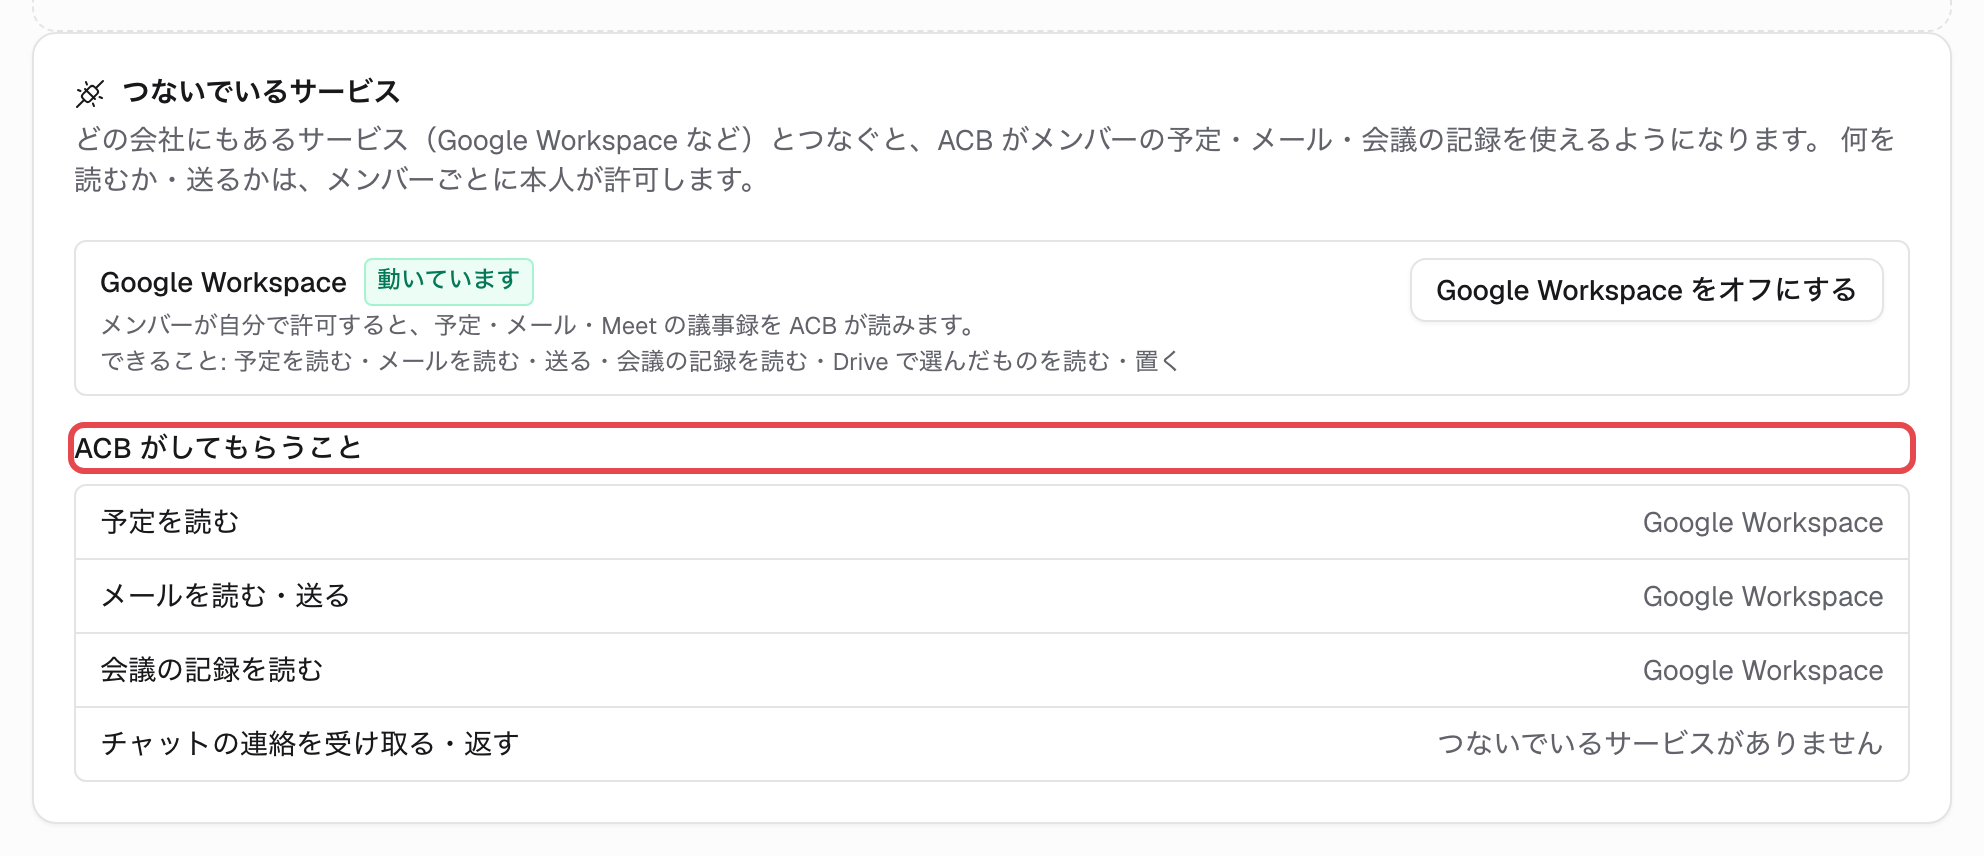 つないでいるサービス
どの会社にもあるサービス（Google Workspace など）とつなぐと、ACB がメンバーの予定・メール・会議の記録を使えるようになります。 何を
読むか・送るかは、メンバーごとに本人が許可します。
Google Workspace 動いています Google Workspace をオフにする
メンバーが自分で許可すると、予定・メール・Meet の議事録を ACB が読みます。
できること: 予定を読む・メールを読む・送る・会議の記録を読む・Drive で選んだものを読む・置く
ACB がしてもらうこと
予定を読む Google Workspace
メールを読む・送る Google Workspace
会議の記録を読む Google Workspace
チャットの連絡を受け取る・返す つないでいるサービスがありません